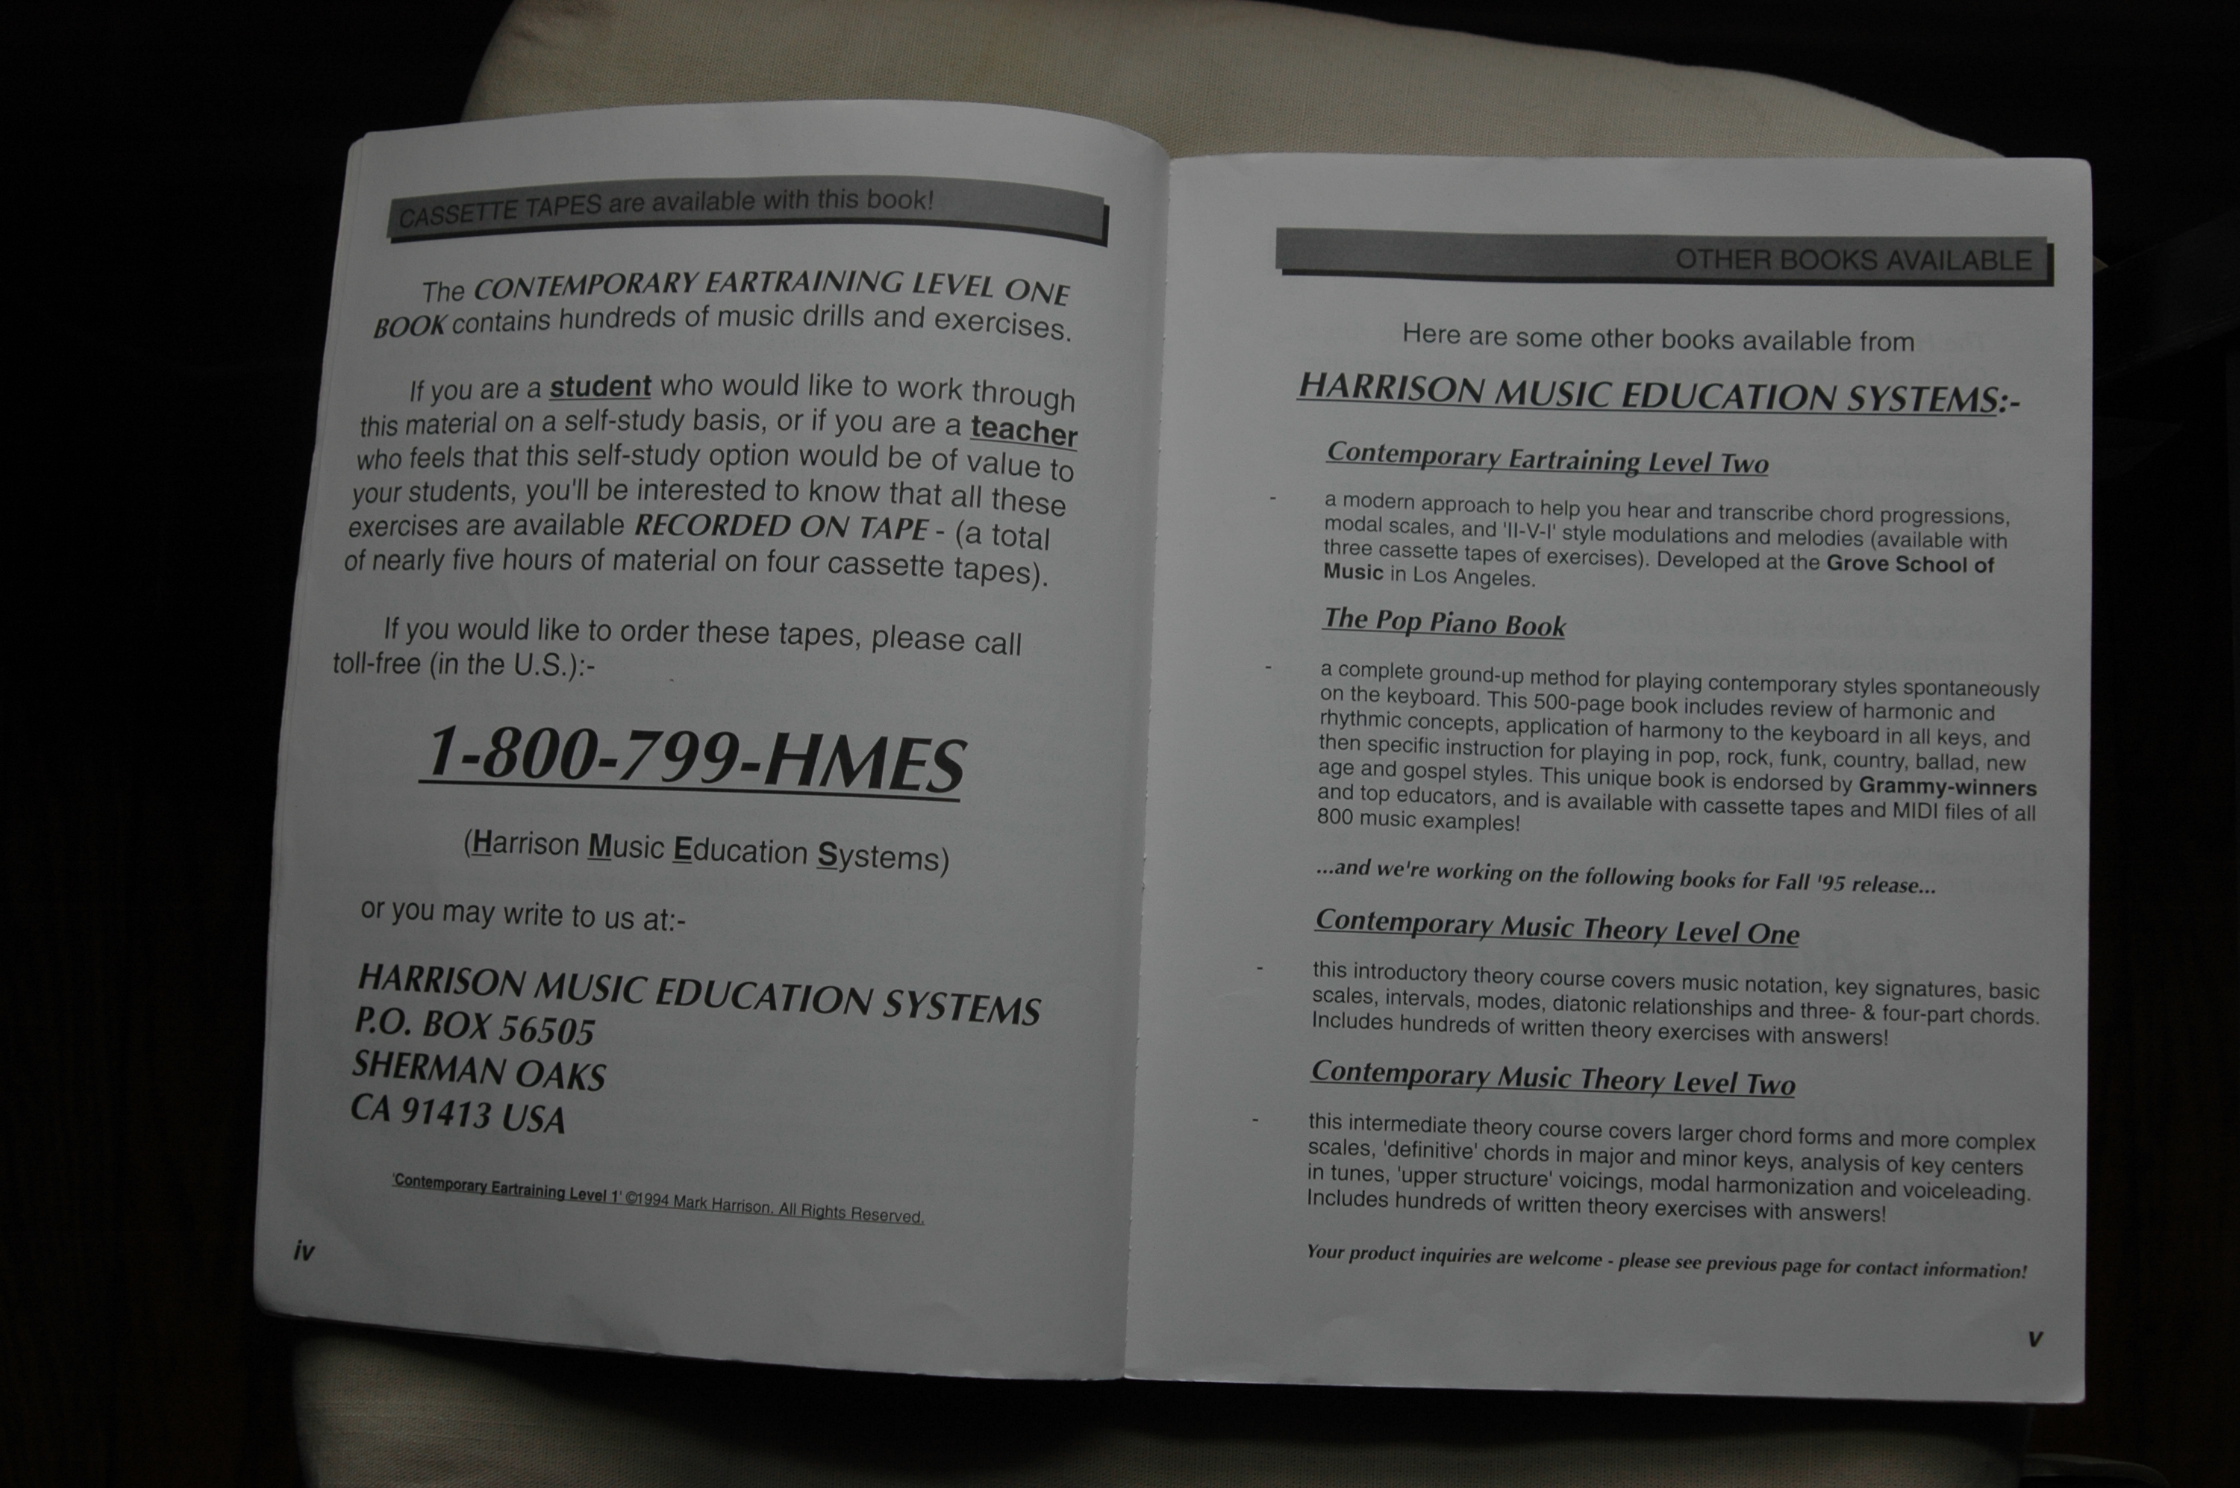 CASSETTE TAPES are available with this book!
The CONTEMPORARY EARTRAINING LEVEL ONE
BOOK contains hundreds of music drills and exercises.
If you are a student who would like to work through
this material on a self-study basis, or if you are a teacher
who feels that this self-study option would be of value to
your students, you'll be interested to know that all these
exercises are available RECORDED ON TAPE - (a total
of nearly five hours of material on four cassette tapes).
If you would like to order these tapes, please call
toll-free (in the U.S.):-
1-800-799-HMES
(Harrison Music Education Systems)
or you may write to us at:-
HARRISON MUSIC EDUCATION SYSTEMS
P.O. BOX 56505
SHERMAN OAKS
CA 91413 USA
'Contemporary Eartraining Level 1' ©1994 Mark Harrison. All Rights Reserved.
iv
OTHER BOOKS AVAILABLE
Here are some other books available from
HARRISON MUSIC EDUCATION SYSTEMS:-
Contemporary Eartraining Level Two
- a modern approach to help you hear and transcribe chord progressions,
modal scales, and 'II-V-I' style modulations and melodies (available with
three cassette tapes of exercises). Developed at the Grove School of
Music in Los Angeles.
The Pop Piano Book
- a complete ground-up method for playing contemporary styles spontaneously
on the keyboard. This 500-page book includes review of harmonic and
rhythmic concepts, application of harmony to the keyboard in all keys, and
then specific instruction for playing in pop, rock, funk, country, ballad, new
age and gospel styles. This unique book is endorsed by Grammy-winners
and top educators, and is available with cassette tapes and MIDI files of all
800 music examples!
...and we're working on the following books for Fall '95 release...
Contemporary Music Theory Level One
- this introductory theory course covers music notation, key signatures, basic
scales, intervals, modes, diatonic relationships and three- & four-part chords.
Includes hundreds of written theory exercises with answers!
Contemporary Music Theory Level Two
- this intermediate theory course covers larger chord forms and more complex
scales, 'definitive' chords in major and minor keys, analysis of key centers
in tunes, 'upper structure' voicings, modal harmonization and voiceleading.
Includes hundreds of written theory exercises with answers!
Your product inquiries are welcome - please see previous page for contact information!
v